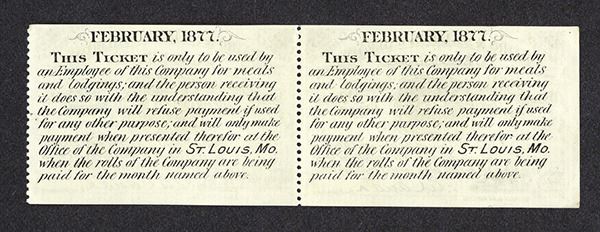 FEBRUARY, 1877.
THIS TICKET is only to be used by
an Employee of this Company for meals
and lodgings; and the person receiving
it does so with the understanding that
the Company will refuse payment if used
for any other purpose; and will only make
payment when presented therefor at the
Office of the Company in ST. LOUIS, MO.
when the rolls of the Company are being
paid for the month named above.
FEBRUARY, 1877.
THIS TICKET is only to be used by
an Employee of this Company for meals
and lodgings; and the person receiving
it does so with the understanding that
the Company will refuse payment if used
for any other purpose; and will only make
payment when presented therefor at the
Office of the Company in ST. LOUIS, MO.
when the rolls of the Company are being
paid for the month named above.